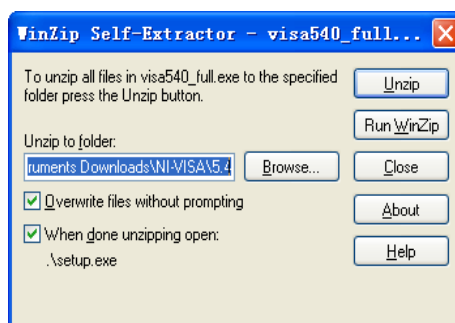 WinZip Self-Extractor - visa540_full...
To unzip all files in visa540_full.exe to the specified
folder press the Unzip button.
Unzip to folder:
ruments Downloads\NI-VISA\5.4
Browse...
Overwrite files without prompting
When done unzipping open:
.\setup.exe
Unzip
Run WinZip
Close
About
Help